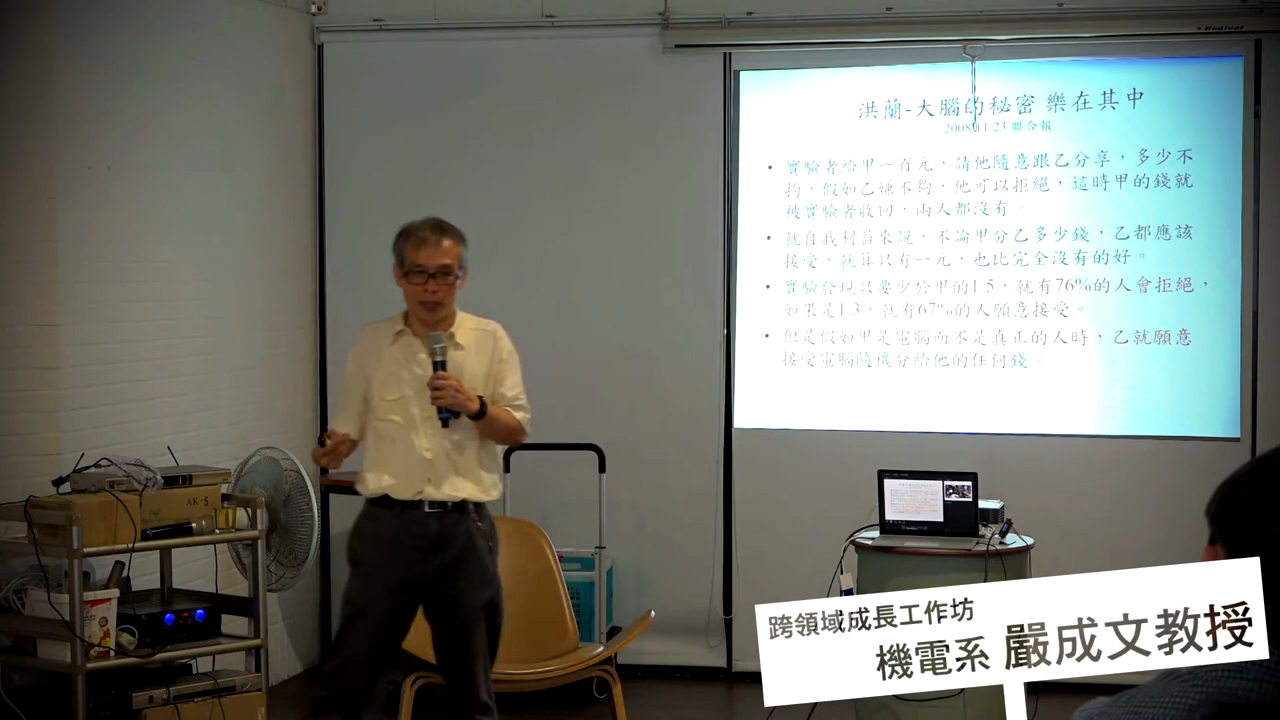 Redleaf
洪蘭-大腦的秘密 樂在其中
2008 11 23 聯合報
• 實驗者給甲一百元，請他隨意跟乙分享，多少不
拘，假如乙嫌不夠，他可以拒絕，這時甲的錢就
被實驗者收回，兩人都沒有。
• 就自我利益來說，不論甲分乙多少錢，乙都應該
接受，就算只有一元，也比完全沒有的好。
• 實驗發現只要少於甲的1/5，就有76%的人會拒絕，
如果是1/3，就有67%的人願意接受。
• 但是假如甲是電腦而不是真正的人時，乙就願意
接受電腦隨機分給他的任何錢。
AK-5
跨領域成長工作坊
機電系 嚴成文教授